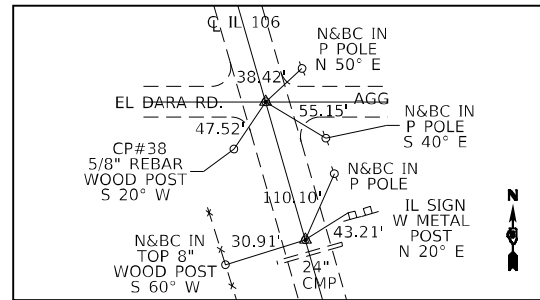 ℄ IL 106
N&BC IN
P POLE
N 50° E
38.42'
EL DARA RD.
AGG
55.15'
47.52'
N&BC IN
P POLE
S 40° E
CP#38
5/8" REBAR
WOOD POST
S 20° W
N&BC IN
P POLE
110.10'
IL SIGN
W METAL
POST
N 20° E
43.21'
N&BC IN
TOP 8"
WOOD POST
S 60° W
30.91'
24"
CMP
N